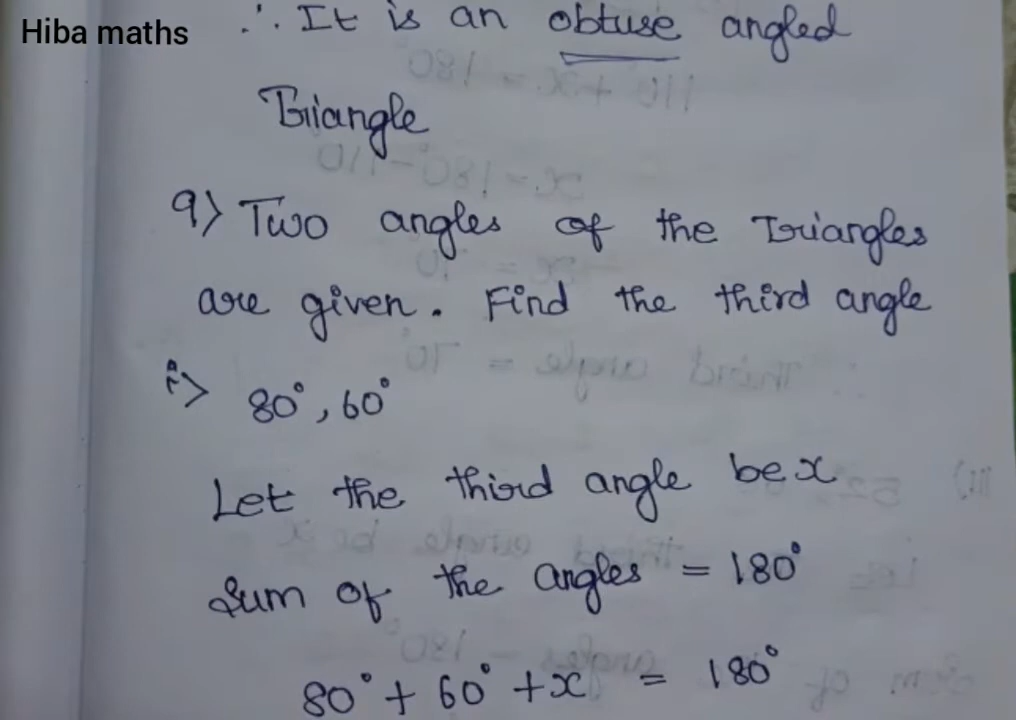 Hiba maths
∴ It is an obtuse angled
Triangle
9) Two angles of the Triangles
are given. Find the third angle
i) 80°, 60°
Let the third angle be x
Sum of the angles = 180°
80° + 60° + x = 180°